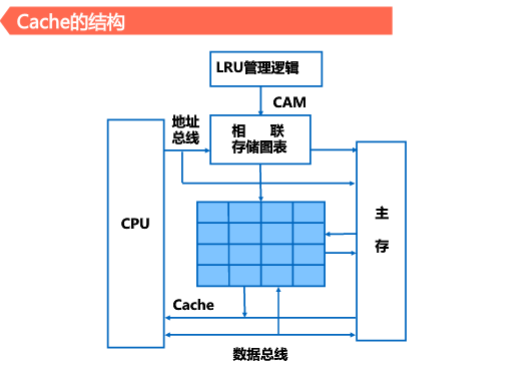 Cache的结构
LRU管理逻辑
CAM
地址
总线
相 联
存储图表
CPU
主
存
Cache
数据总线